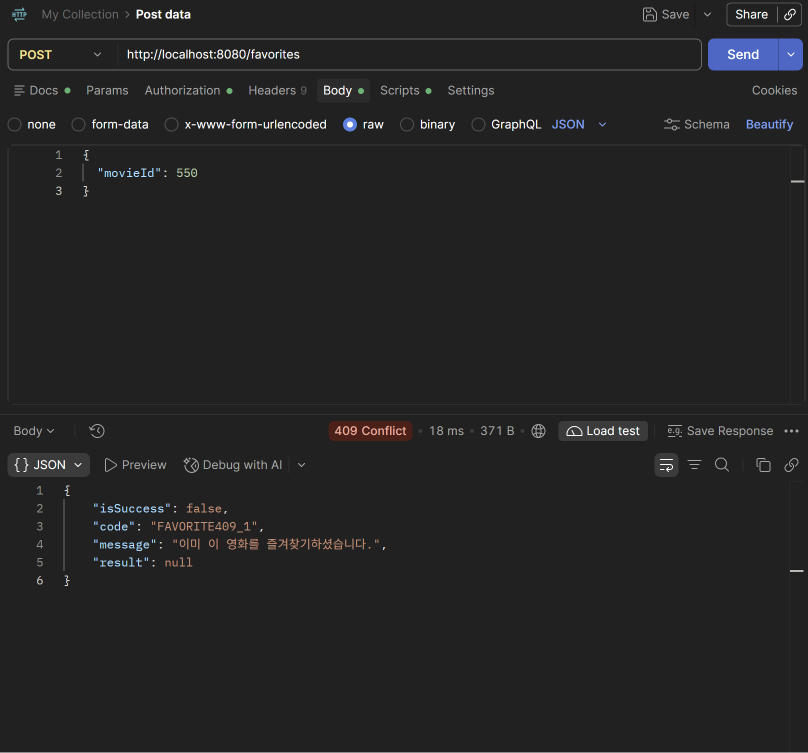 HTTP My Collection > Post data Save Share
POST http://localhost:8080/favorites Send
Docs Params Authorization Headers 9 Body Scripts Settings Cookies
none form-data x-www-form-urlencoded raw binary GraphQL JSON Schema Beautify
1 {
2 "movieId": 550
3 }
Body 409 Conflict • 18 ms • 371 B • Load test e.g. Save Response
{} JSON Preview Debug with AI
1 {
2 "isSuccess": false,
3 "code": "FAVORITE409_1",
4 "message": "이미 이 영화를 즐겨찾기하셨습니다.",
5 "result": null
6 }